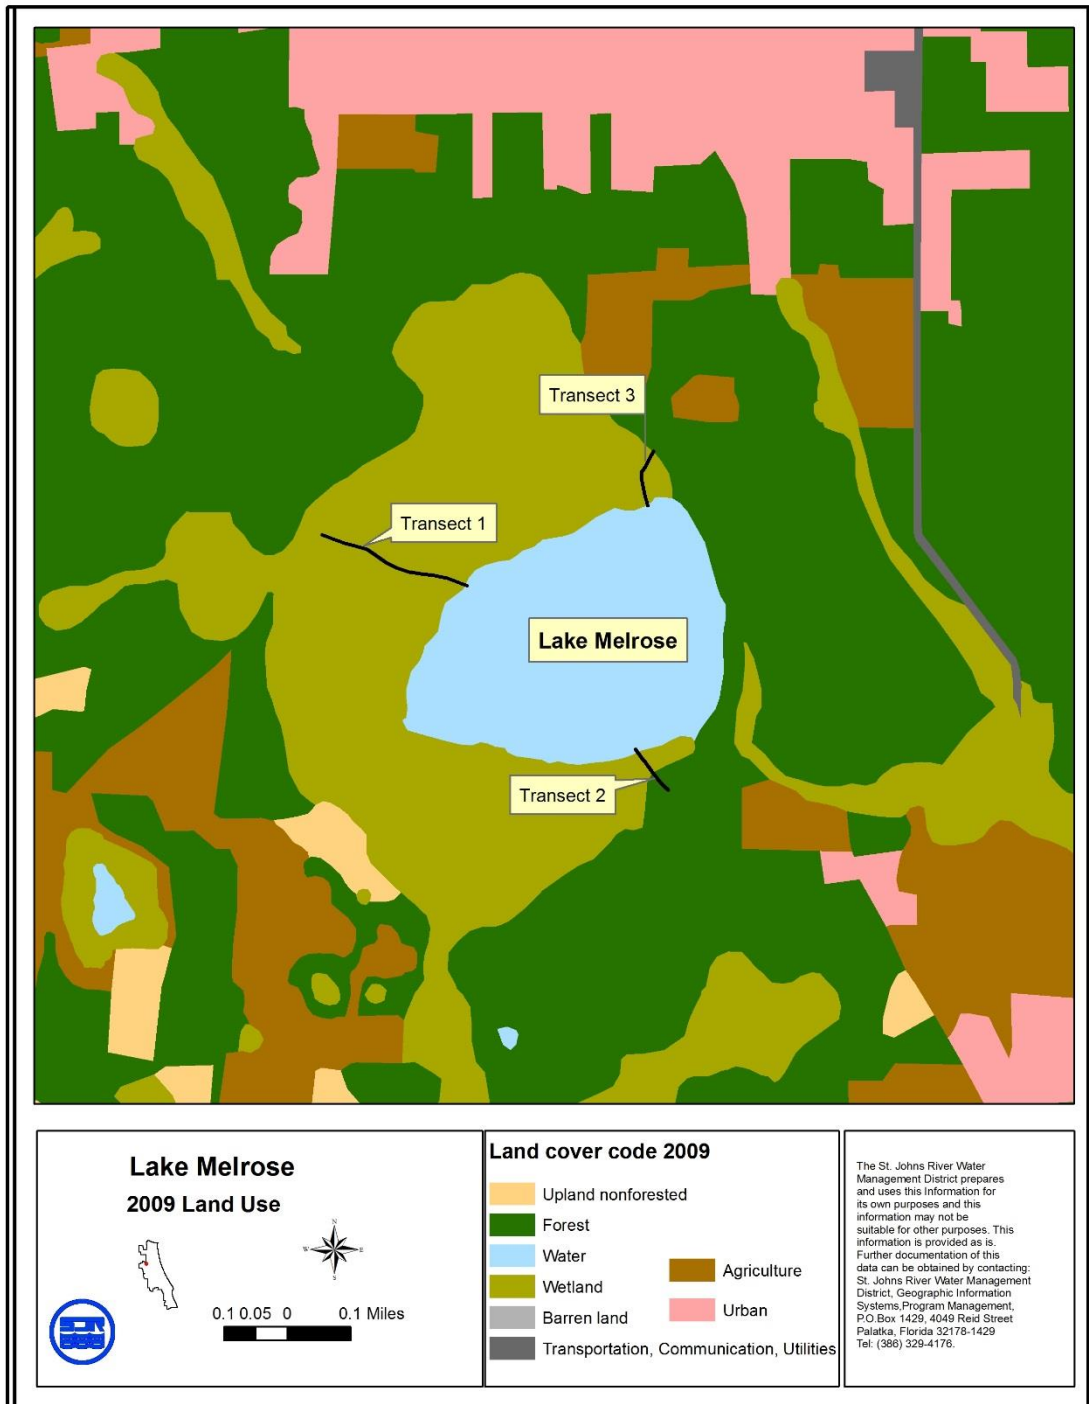 Transect 3
Transect 1
Lake Melrose
Transect 2
Lake Melrose
2009 Land Use
N
W
E
S
0.1 0.05 0 0.1 Miles
Land cover code 2009
Upland nonforested
Forest
Water
Wetland
Barren land
Transportation, Communication, Utilities
Agriculture
Urban
The St. Johns River Water
Management District prepares
and uses this Information for
its own purposes and this
information may not be
suitable for other purposes. This
information is provided as is.
Further documentation of this
data can be obtained by contacting:
St. Johns River Water Management
District, Geographic Information
Systems,Program Management,
P.O.Box 1429, 4049 Reid Street
Palatka, Florida 32178-1429
Tel: (386) 329-4176.